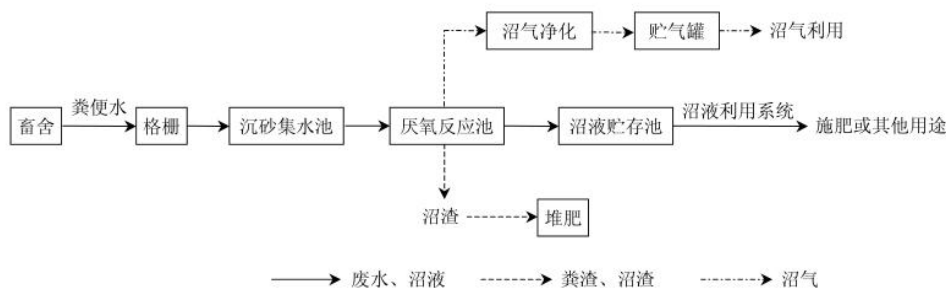 沼气净化 贮气罐 沼气利用
粪便水 沼液利用系统
畜舍 格栅 沉砂集水池 厌氧反应池 沼液贮存池 施肥或其他用途
沼渣 堆肥
废水、沼液 粪渣、沼渣 沼气